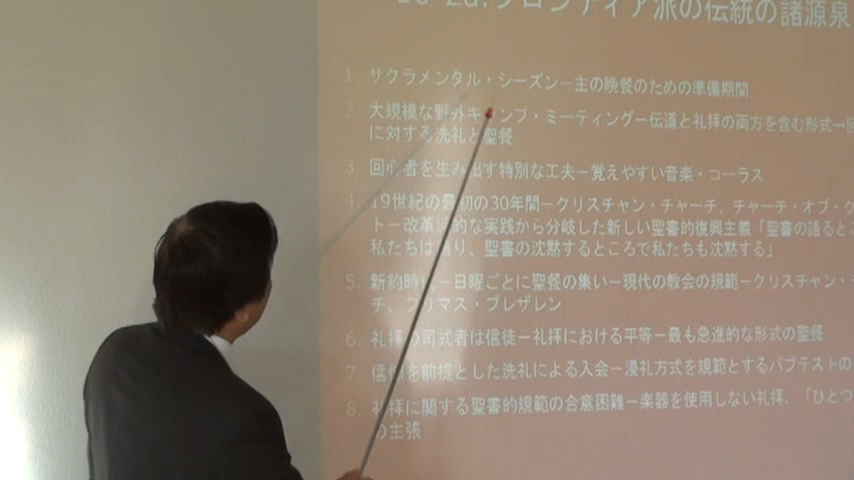 10-2a.フロンティア派の伝統の諸源泉
1. サクラメンタル・シーズンー主の晩餐のための準備期間
2. 大規模な野外キャンプ・ミーティングー伝道と礼拝の両方を含む形式ー回
に対する洗礼と聖餐
3. 回心者を生み出す特別な工夫ー覚えやすい音楽・コーラス
4. 19世紀の最初の30年間ークリスチャン・チャーチ、チャーチ・オブ・ク
トー改革派的な実践から分岐した新しい聖書的復興主義「聖書の語るとこ
私たちは語り、聖書の沈黙するところで私たちも沈黙する」
5. 新約時代ー日曜ごとに聖餐の集いー現代の教会の規範ークリスチャン・
チ、プリマス・ブレザレン
6. 礼拝の司式者は信徒ー礼拝における平等ー最も急進的な形式の聖餐
7. 信仰を前提とした洗礼による入会ー浸礼方式を規範とするバプテストの
8. 礼拝に関する聖書的規範の合意困難ー楽器を使用しない礼拝、「ひとつ
の主張